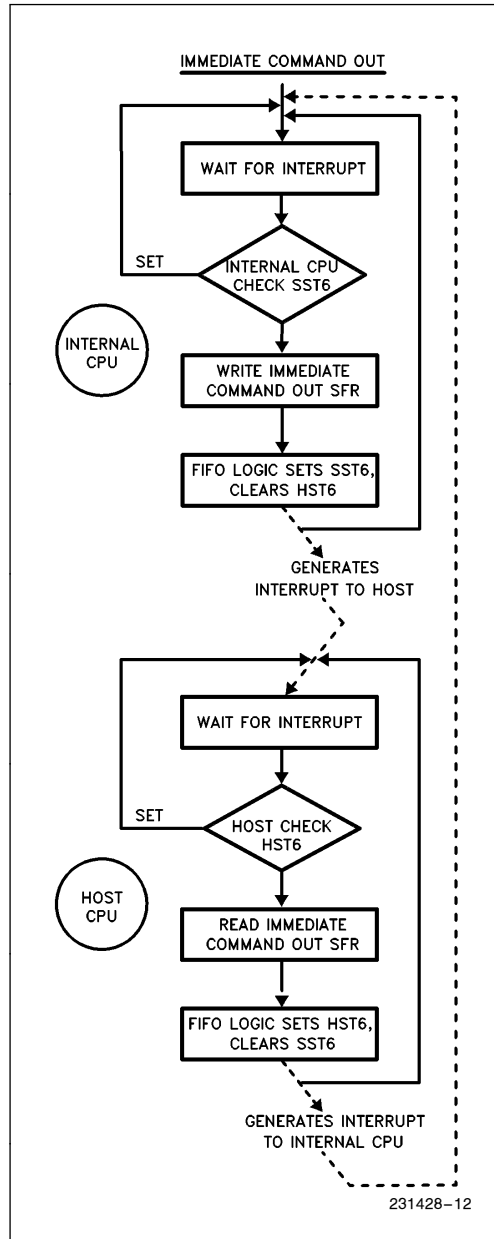 IMMEDIATE COMMAND OUT
WAIT FOR INTERRUPT
SET
INTERNAL CPU
CHECK SST6
INTERNAL
CPU
WRITE IMMEDIATE
COMMAND OUT SFR
FIFO LOGIC SETS SST6,
CLEARS HST6
GENERATES
INTERRUPT TO HOST
WAIT FOR INTERRUPT
SET
HOST CHECK
HST6
HOST
CPU
READ IMMEDIATE
COMMAND OUT SFR
FIFO LOGIC SETS HST6,
CLEARS SST6
GENERATES INTERRUPT
TO INTERNAL CPU
231428–12